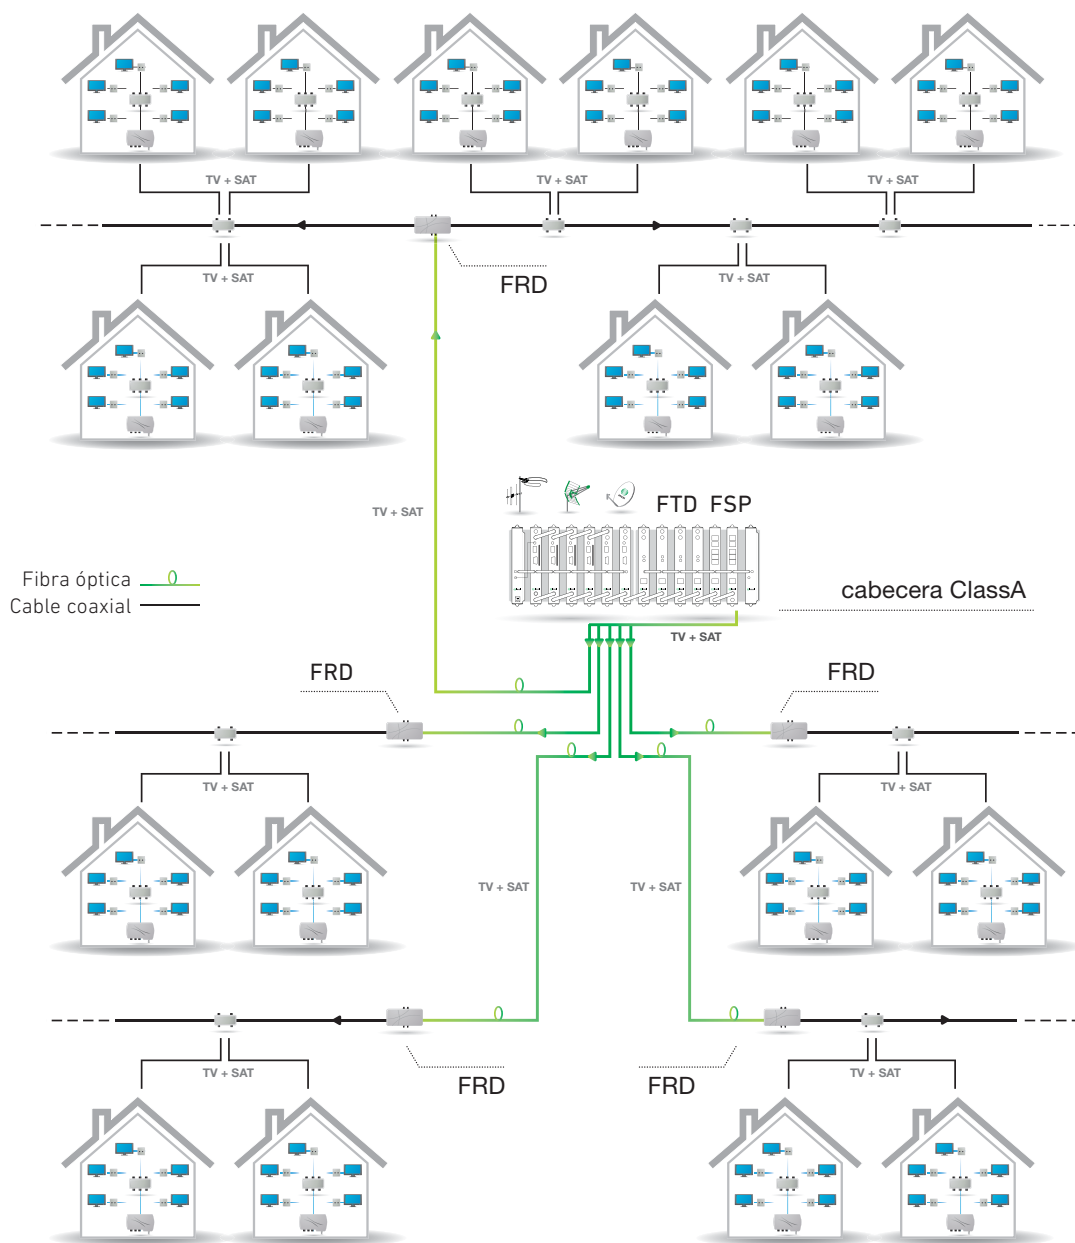 TV + SAT
TV + SAT
TV + SAT
FRD
TV + SAT
TV + SAT
FTD FSP
TV + SAT
Fibra óptica
Cable coaxial
cabecera ClassA
TV + SAT
FRD
FRD
TV + SAT
TV + SAT
TV + SAT
TV + SAT
TV + SAT
TV + SAT
FRD
FRD